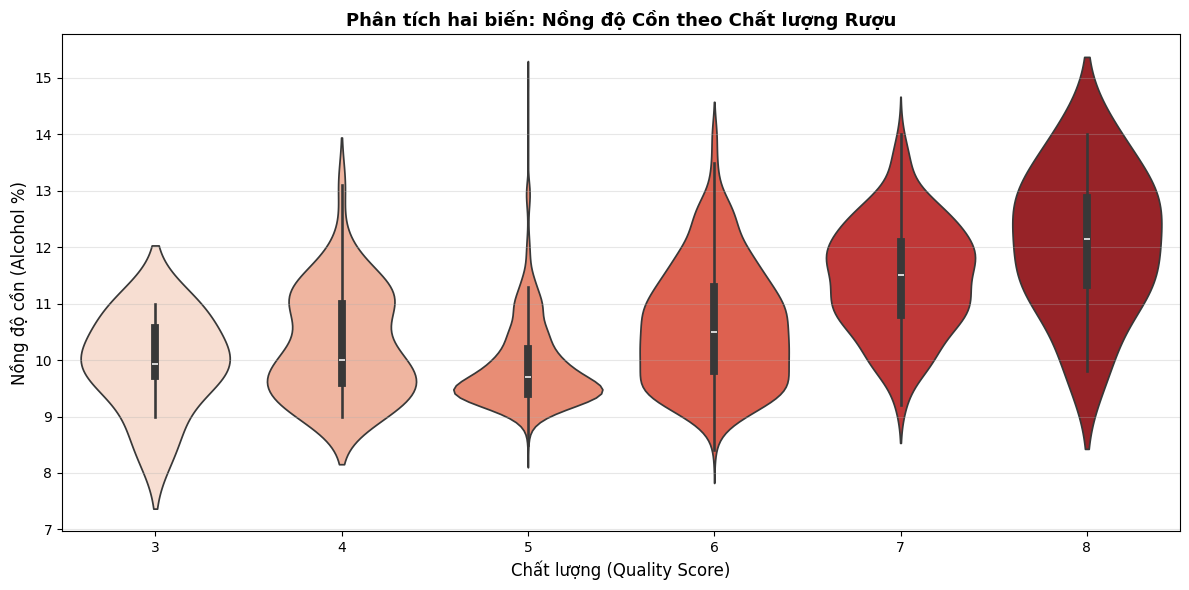 Phân tích hai biến: Nồng độ Cồn theo Chất lượng Rượu
Nồng độ cồn (Alcohol %)
15
14
13
12
11
10
9
8
7
3 4 5 6 7 8
Chất lượng (Quality Score)